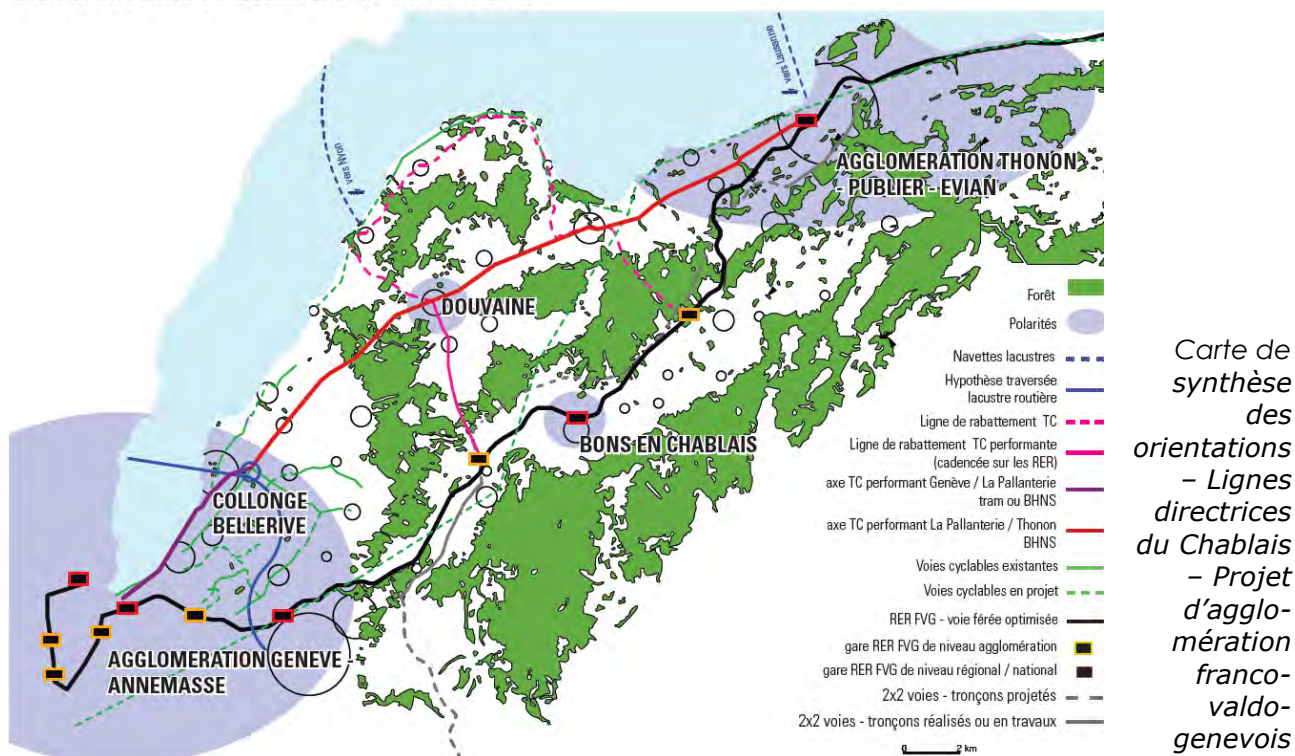 vers Nyon
vers Lausanne
AGGLOMERATION THONON
- PUBLIER - EVIAN
DOUVAINE
BONS EN CHABLAIS
COLLONGE
BELLERIVE
AGGLOMERATION GENEVE -
ANNEMASSE
Forêt
Polarités
Navettes lacustres
Hypothèse traversée
lacustre routière
Ligne de rabattement TC
Ligne de rabattement TC performante
(cadencée sur les RER)
axe TC performant Genève / La Pallanterie
tram ou BHNS
axe TC performant La Pallanterie / Thonon
BHNS
Voies cyclables existantes
Voies cyclables en projet
RER FVG - voie férée optimisée
gare RER FVG de niveau agglomération
gare RER FVG de niveau régional / national
2x2 voies - tronçons projetés
2x2 voies - tronçons réalisés ou en travaux
0 2 km
Carte de
synthèse
des
orientations
– Lignes
directrices
du Chablais
– Projet
d’agglo-
mération
franco-
valdo-
genevois